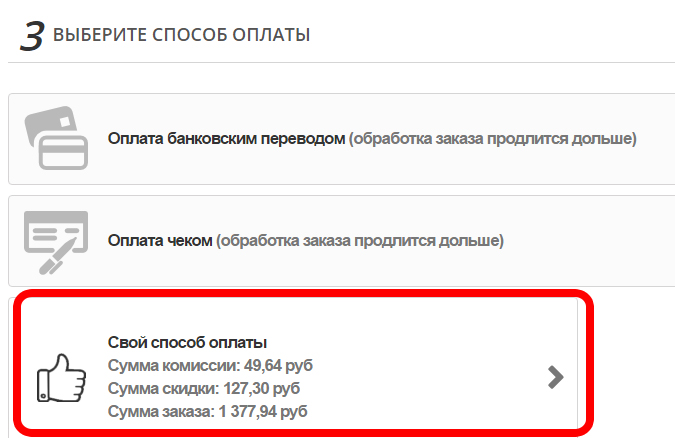 3 ВЫБЕРИТЕ СПОСОБ ОПЛАТЫ
Оплата банковским переводом (обработка заказа продлится дольше)
Оплата чеком (обработка заказа продлится дольше)
Свой способ оплаты
Сумма комиссии: 49,64 руб
Сумма скидки: 127,30 руб
Сумма заказа: 1 377,94 руб